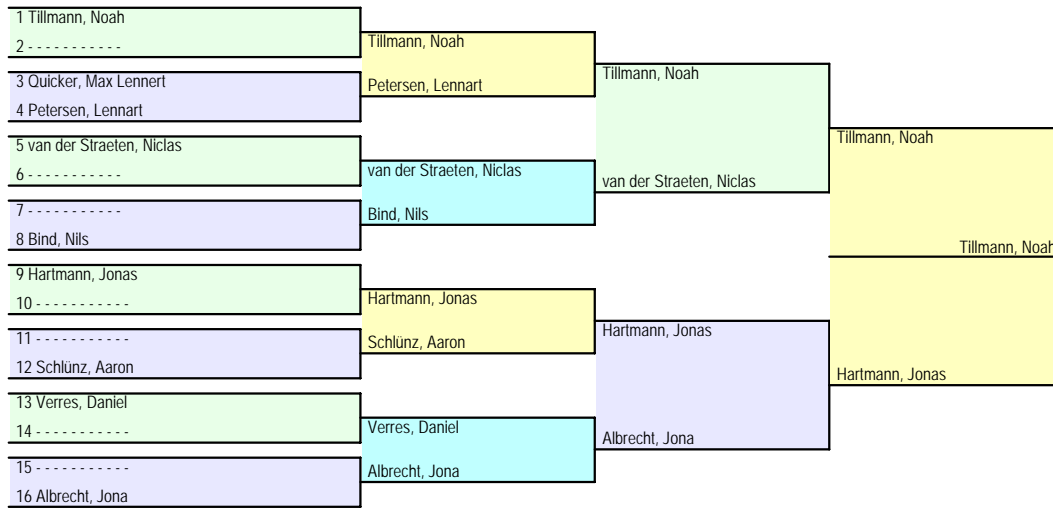 1 Tillmann, Noah
2 - - - - - - - - - - -
3 Quicker, Max Lennert
4 Petersen, Lennart
5 van der Straeten, Niclas
6 - - - - - - - - - - -
7 - - - - - - - - - - -
8 Bind, Nils
9 Hartmann, Jonas
10 - - - - - - - - - - -
11 - - - - - - - - - - -
12 Schlünz, Aaron
13 Verres, Daniel
14 - - - - - - - - - - -
15 - - - - - - - - - - -
16 Albrecht, Jona
Tillmann, Noah
Petersen, Lennart
van der Straeten, Niclas
Bind, Nils
Hartmann, Jonas
Schlünz, Aaron
Verres, Daniel
Albrecht, Jona
Tillmann, Noah
van der Straeten, Niclas
Hartmann, Jonas
Albrecht, Jona
Tillmann, Noah
Hartmann, Jonas
Tillmann, Noah